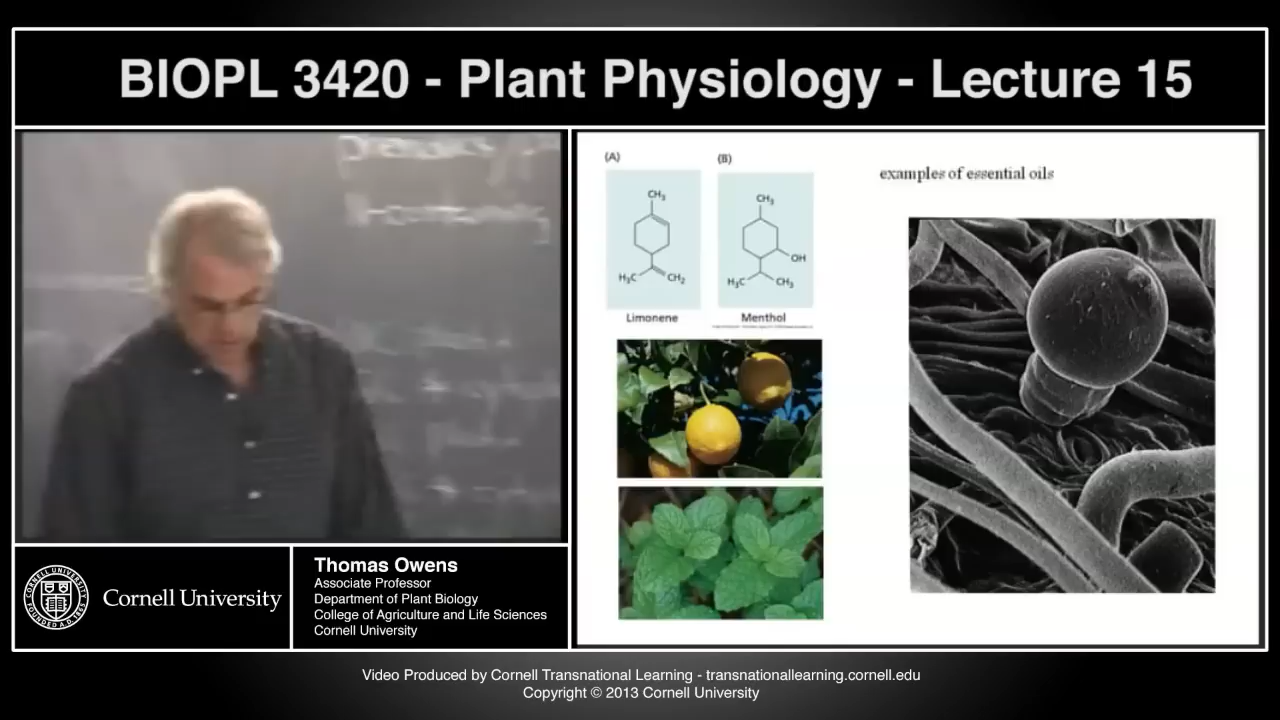 BIOPL 3420 - Plant Physiology - Lecture 15
(A)
(B)
examples of essential oils
CH3
H3C
CH2
Limonene
CH3
OH
H3C
CH3
Menthol
Cornell University
Thomas Owens
Associate Professor
Department of Plant Biology
College of Agriculture and Life Sciences
Cornell University
Video Produced by Cornell Transnational Learning - transnationallearning.cornell.edu
Copyright © 2013 Cornell University